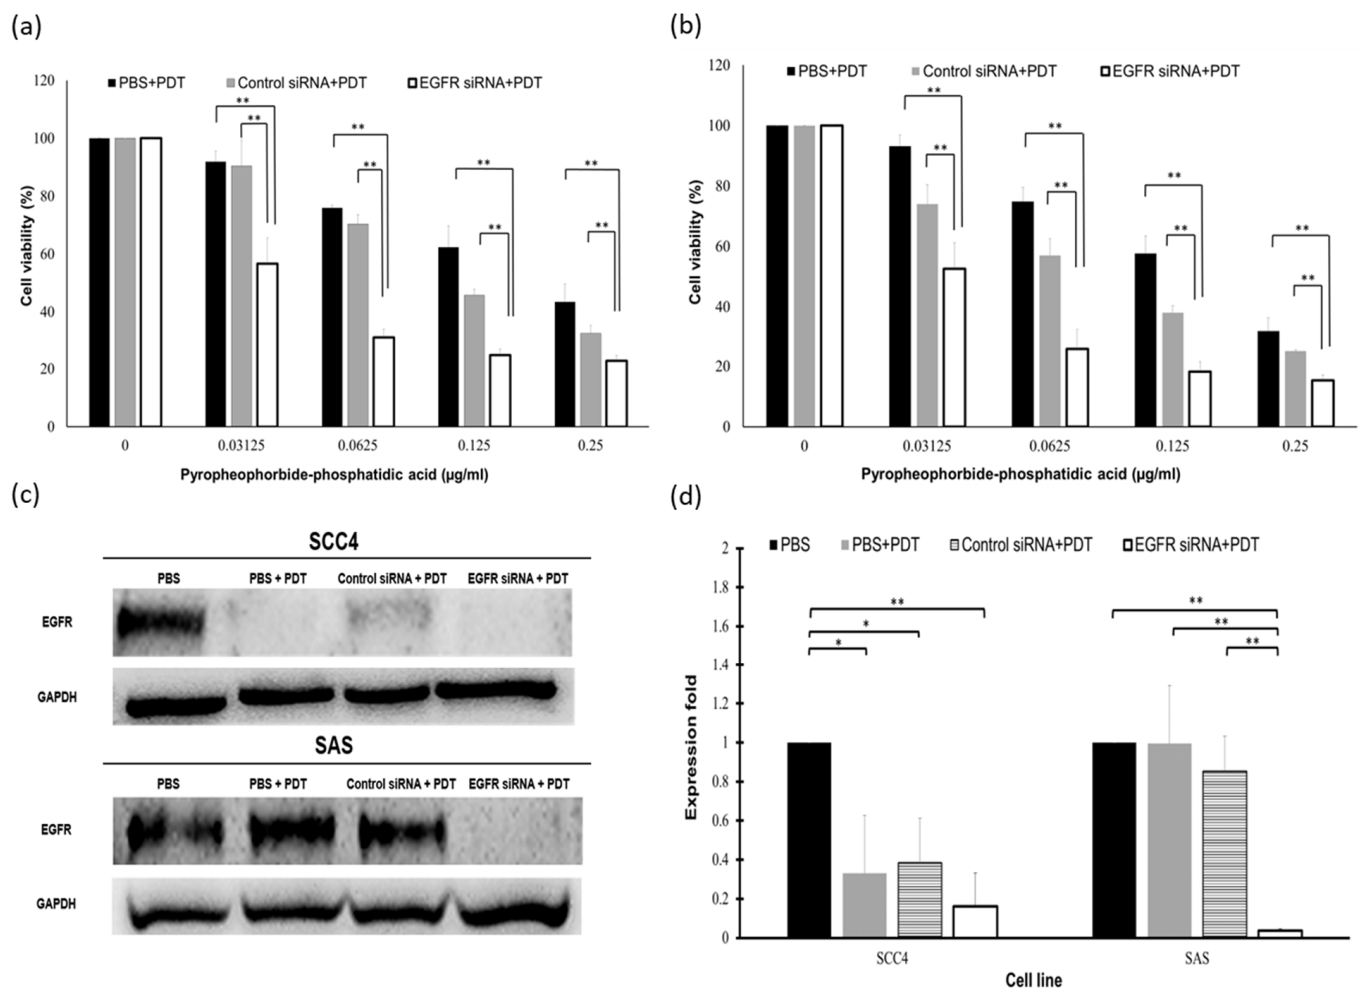 (a)
PBS+PDT Control siRNA+PDT EGFR siRNA+PDT
120
100
80
60
40
20
0
Cell viability (%)
** ** ** ** ** ** ** **
0 0.03125 0.0625 0.125 0.25
Pyropheophorbide-phosphatidic acid (µg/ml)
(b)
PBS+PDT Control siRNA+PDT EGFR siRNA+PDT
120
100
80
60
40
20
0
Cell viability (%)
** ** ** ** ** ** ** **
0 0.03125 0.0625 0.125 0.25
Pyropheophorbide-phosphatidic acid (µg/ml)
(c)
SCC4
PBS PBS + PDT Control siRNA + PDT EGFR siRNA + PDT
EGFR
GAPDH
SAS
PBS PBS + PDT Control siRNA + PDT EGFR siRNA + PDT
EGFR
GAPDH
(d)
PBS PBS+PDT Control siRNA+PDT EGFR siRNA+PDT
2
1.8
1.6
1.4
1.2
1
0.8
0.6
0.4
0.2
0
Expression fold
** * * ** ** **
SCC4 SAS
Cell line